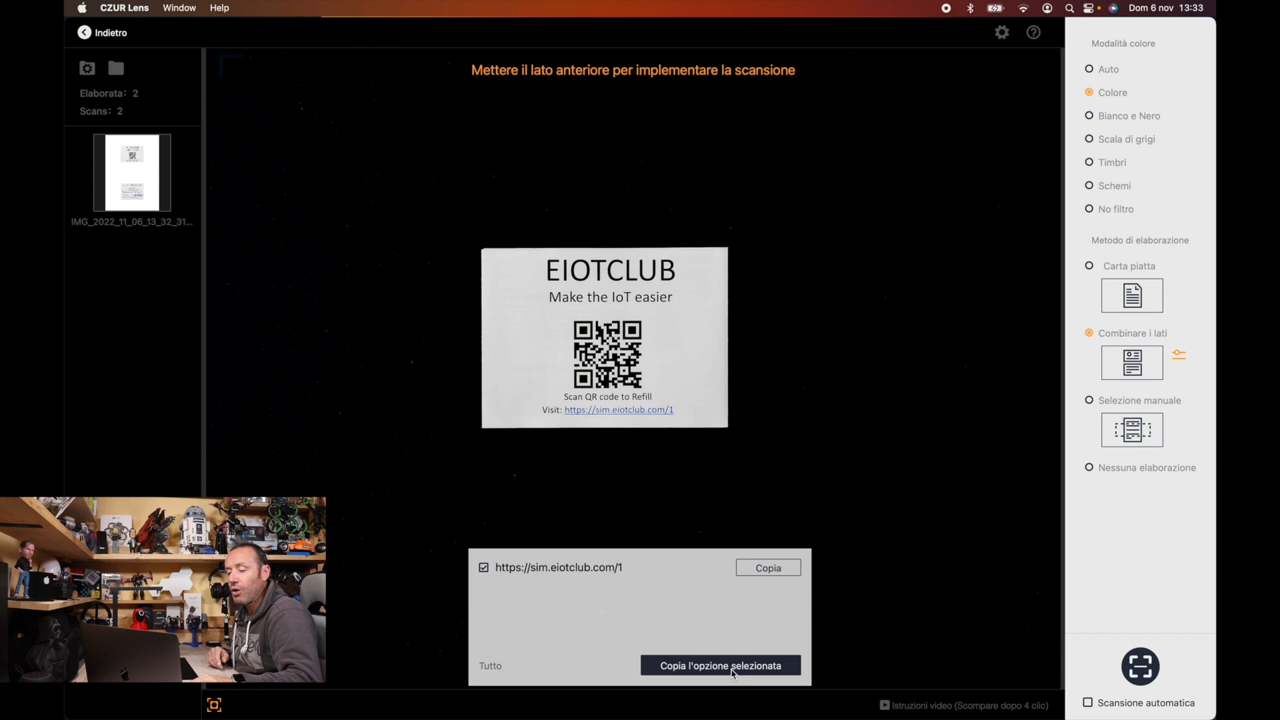 CZUR Lens Window Help
Dom 6 nov 13:33
Indietro
Elaborata: 2
Scans: 2
IMG_2022_11_06_13_32_31...
Mettere il lato anteriore per implementare la scansione
EIOTCLUB
Make the IoT easier
Scan QR code to Refill
Visit: https://sim.eiotclub.com/1
https://sim.eiotclub.com/1
Copia
Tutto
Copia l'opzione selezionata
Istruzioni video (Scompare dopo 4 clic)
Modalità colore
Auto
Colore
Bianco e Nero
Scala di grigi
Timbri
Schemi
No filtro
Metodo di elaborazione
Carta piatta
Combinare i lati
Selezione manuale
Nessuna elaborazione
Scansione automatica